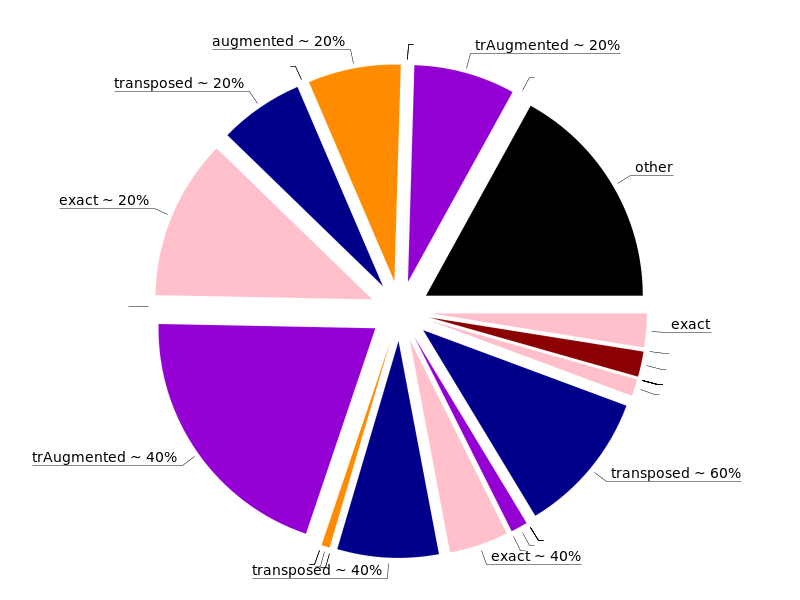 augmented ~ 20%
trAugmented ~ 20%
transposed ~ 20%
other
exact ~ 20%
exact
trAugmented ~ 40%
transposed ~ 60%
exact ~ 40%
transposed ~ 40%